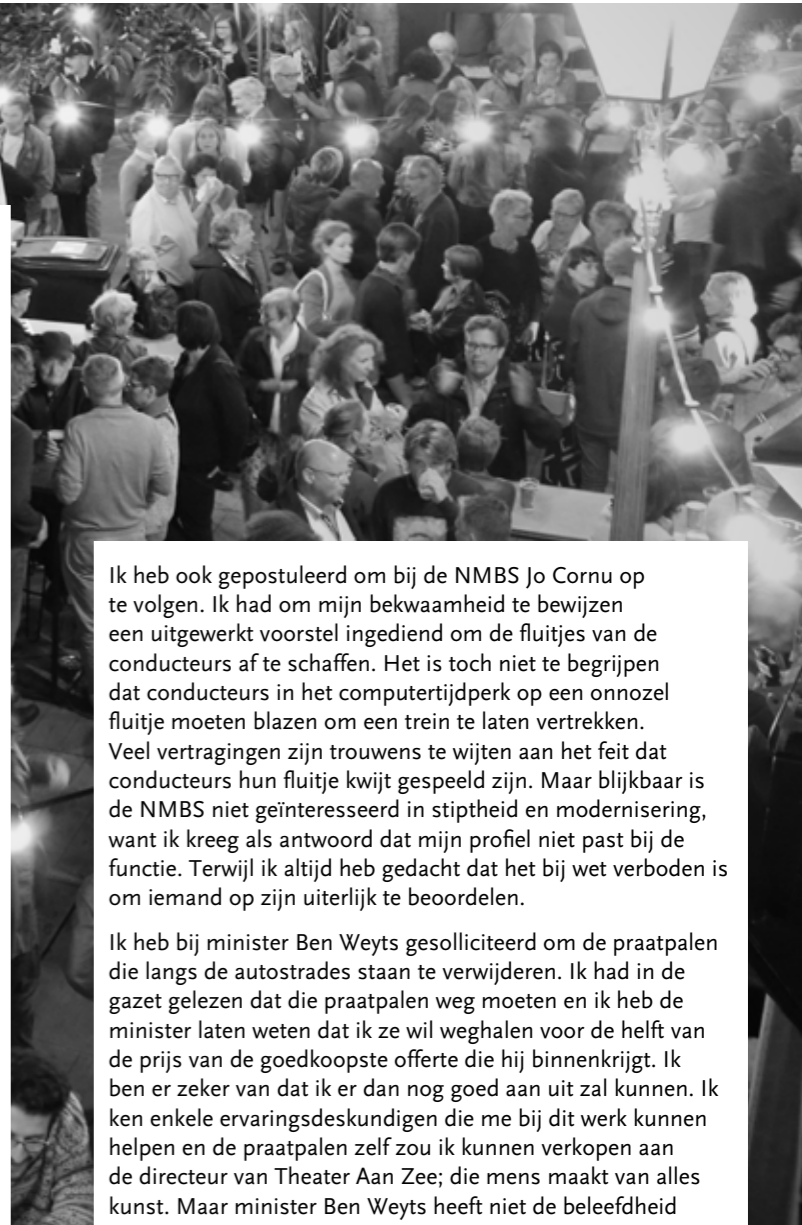 Ik heb ook gepostuleerd om bij de NMBS Jo Cornu op
te volgen. Ik had om mijn bekwaamheid te bewijzen
een uitgewerkt voorstel ingediend om de fluitjes van de
conducteurs af te schaffen. Het is toch niet te begrijpen
dat conducteurs in het computertijdperk op een onnozel
fluitje moeten blazen om een trein te laten vertrekken.
Veel vertragingen zijn trouwens te wijten aan het feit dat
conducteurs hun fluitje kwijt gespeeld zijn. Maar blijkbaar is
de NMBS niet geïnteresseerd in stiptheid en modernisering,
want ik kreeg als antwoord dat mijn profiel niet past bij de
functie. Terwijl ik altijd heb gedacht dat het bij wet verboden is
om iemand op zijn uiterlijk te beoordelen.
Ik heb bij minister Ben Weyts gesolliciteerd om de praatpalen
die langs de autostrades staan te verwijderen. Ik had in de
gazet gelezen dat die praatpalen weg moeten en ik heb de
minister laten weten dat ik ze wil weghalen voor de helft van
de prijs van de goedkoopste offerte die hij binnenkrijgt. Ik
ben er zeker van dat ik er dan nog goed aan uit zal kunnen. Ik
ken enkele ervaringsdeskundigen die me bij dit werk kunnen
helpen en de praatpalen zelf zou ik kunnen verkopen aan
de directeur van Theater Aan Zee; die mens maakt van alles
kunst. Maar minister Ben Weyts heeft niet de beleefdheid